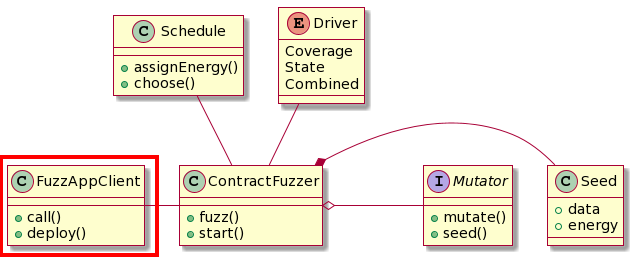 C Schedule
assignEnergy()
choose()
E Driver
Coverage
State
Combined
C FuzzAppClient
call()
deploy()
C ContractFuzzer
fuzz()
start()
I Mutator
mutate()
seed()
C Seed
data
energy